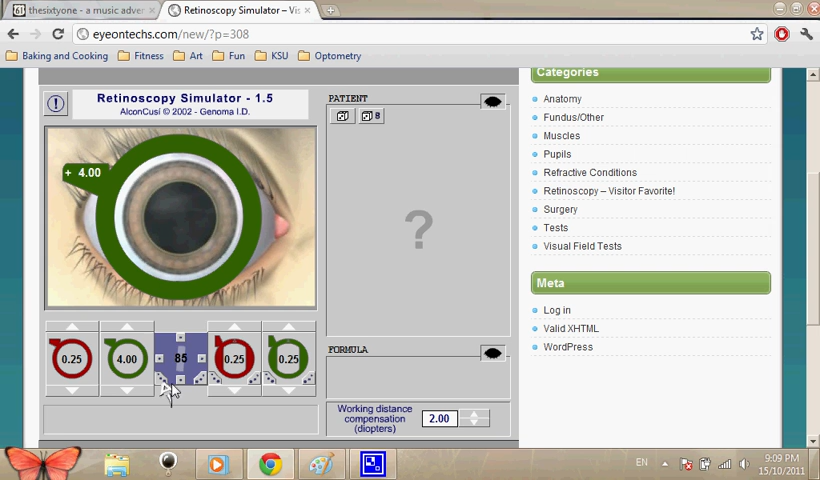 thesixtyone - a music adver
Retinoscopy Simulator – Vis
eyeontechs.com/new/?p=308
Baking and Cooking
Fitness
Art
Fun
KSU
Optometry
Retinoscopy Simulator - 1.5
AlconCusí © 2002 - Genoma I.D.
+ 4.00
0.25
4.00
85
0.25
0.25
PATIENT
8
?
FORMULA
Working distance
compensation
(diopters)
2.00
Categories
Anatomy
Fundus/Other
Muscles
Pupils
Refractive Conditions
Retinoscopy – Visitor Favorite!
Surgery
Tests
Visual Field Tests
Meta
Log in
Valid XHTML
WordPress
EN
9:09 PM
15/10/2011